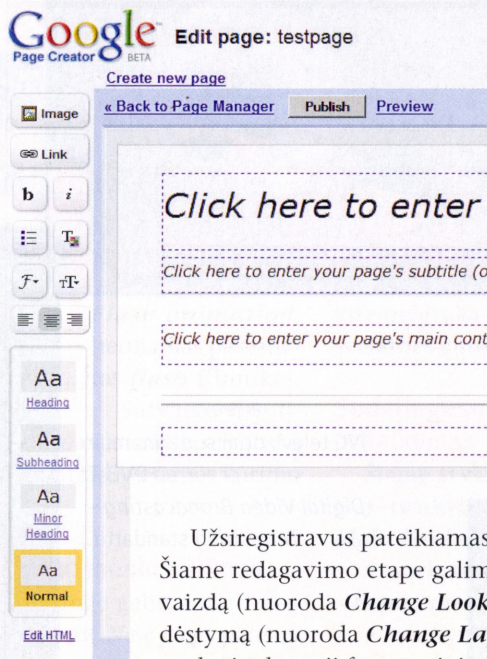 Google™ Edit page: testpage
Page Creator BETA
Create new page
« Back to Page Manager Publish Preview
Image
Link
b i
Click here to enter
Click here to enter your page's subtitle (o
Click here to enter your page's main cont
Aa
Heading
Aa
Subheading
Aa
Minor
Heading
Aa
Normal
Edit HTML
Užsiregistravus pateikiamas
Šiame redagavimo etape galim
vaizdą (nuoroda Change Look
dėstymą (nuoroda Change La